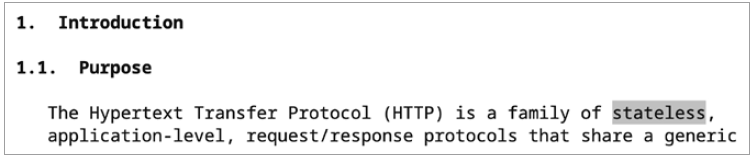 1. Introduction
1.1. Purpose
The Hypertext Transfer Protocol (HTTP) is a family of stateless,
application-level, request/response protocols that share a generic